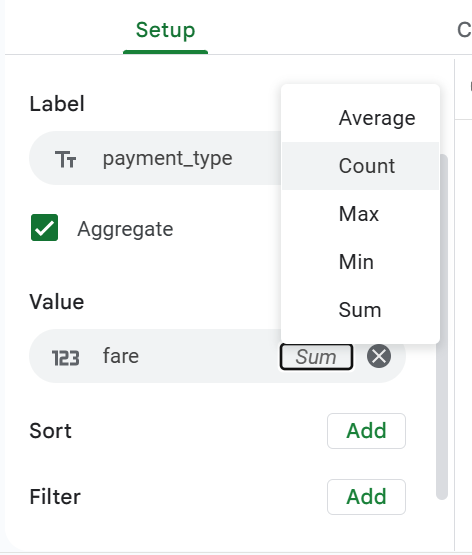 Setup
C
Label
Tт payment_type
Aggregate
Average
Count
Max
Min
Sum
Value
123 fare Sum
Sort Add
Filter Add